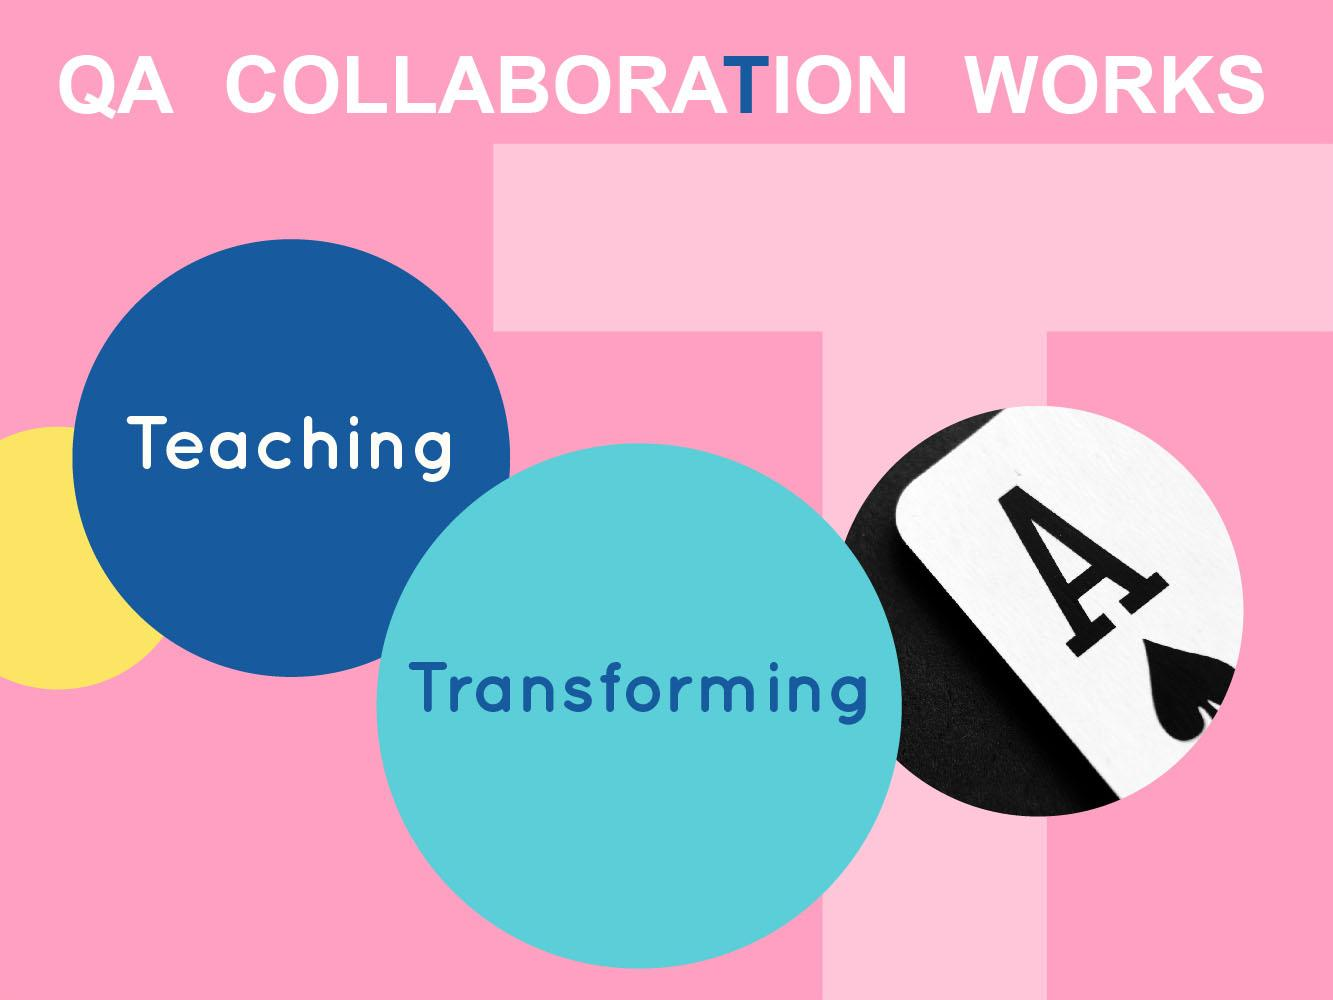 QA COLLABORATION WORKS
T
Teaching
Transforming
A